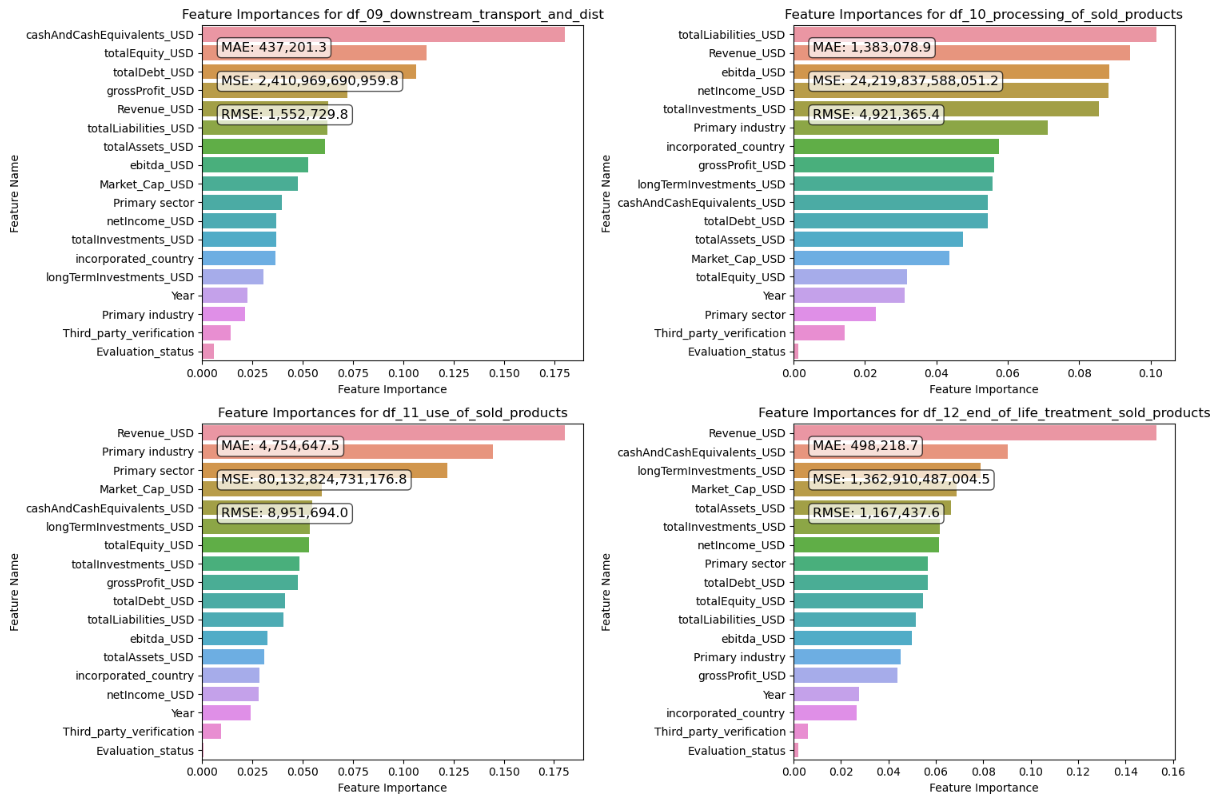 Feature Importances for df_09_downstream_transport_and_dist
Feature Name
cashAndCashEquivalents_USD
totalEquity_USD
totalDebt_USD
grossProfit_USD
Revenue_USD
totalLiabilities_USD
totalAssets_USD
ebitda_USD
Market_Cap_USD
Primary sector
netIncome_USD
totalInvestments_USD
incorporated_country
longTermInvestments_USD
Year
Primary industry
Third_party_verification
Evaluation_status
MAE: 437,201.3
MSE: 2,410,969,690,959.8
RMSE: 1,552,729.8
0.000 0.025 0.050 0.075 0.100 0.125 0.150 0.175
Feature Importance
Feature Importances for df_10_processing_of_sold_products
Feature Name
totalLiabilities_USD
Revenue_USD
ebitda_USD
netIncome_USD
totalInvestments_USD
Primary industry
incorporated_country
grossProfit_USD
longTermInvestments_USD
cashAndCashEquivalents_USD
totalDebt_USD
totalAssets_USD
Market_Cap_USD
totalEquity_USD
Year
Primary sector
Third_party_verification
Evaluation_status
MAE: 1,383,078.9
MSE: 24,219,837,588,051.2
RMSE: 4,921,365.4
0.00 0.02 0.04 0.06 0.08 0.10
Feature Importance
Feature Importances for df_11_use_of_sold_products
Feature Name
Revenue_USD
Primary industry
Primary sector
Market_Cap_USD
cashAndCashEquivalents_USD
longTermInvestments_USD
totalEquity_USD
totalInvestments_USD
grossProfit_USD
totalDebt_USD
totalLiabilities_USD
ebitda_USD
totalAssets_USD
incorporated_country
netIncome_USD
Year
Third_party_verification
Evaluation_status
MAE: 4,754,647.5
MSE: 80,132,824,731,176.8
RMSE: 8,951,694.0
0.000 0.025 0.050 0.075 0.100 0.125 0.150 0.175
Feature Importance
Feature Importances for df_12_end_of_life_treatment_sold_products
Feature Name
Revenue_USD
cashAndCashEquivalents_USD
longTermInvestments_USD
Market_Cap_USD
totalAssets_USD
totalInvestments_USD
netIncome_USD
Primary sector
totalDebt_USD
totalEquity_USD
totalLiabilities_USD
ebitda_USD
Primary industry
grossProfit_USD
Year
incorporated_country
Third_party_verification
Evaluation_status
MAE: 498,218.7
MSE: 1,362,910,487,004.5
RMSE: 1,167,437.6
0.00 0.02 0.04 0.06 0.08 0.10 0.12 0.14 0.16
Feature Importance